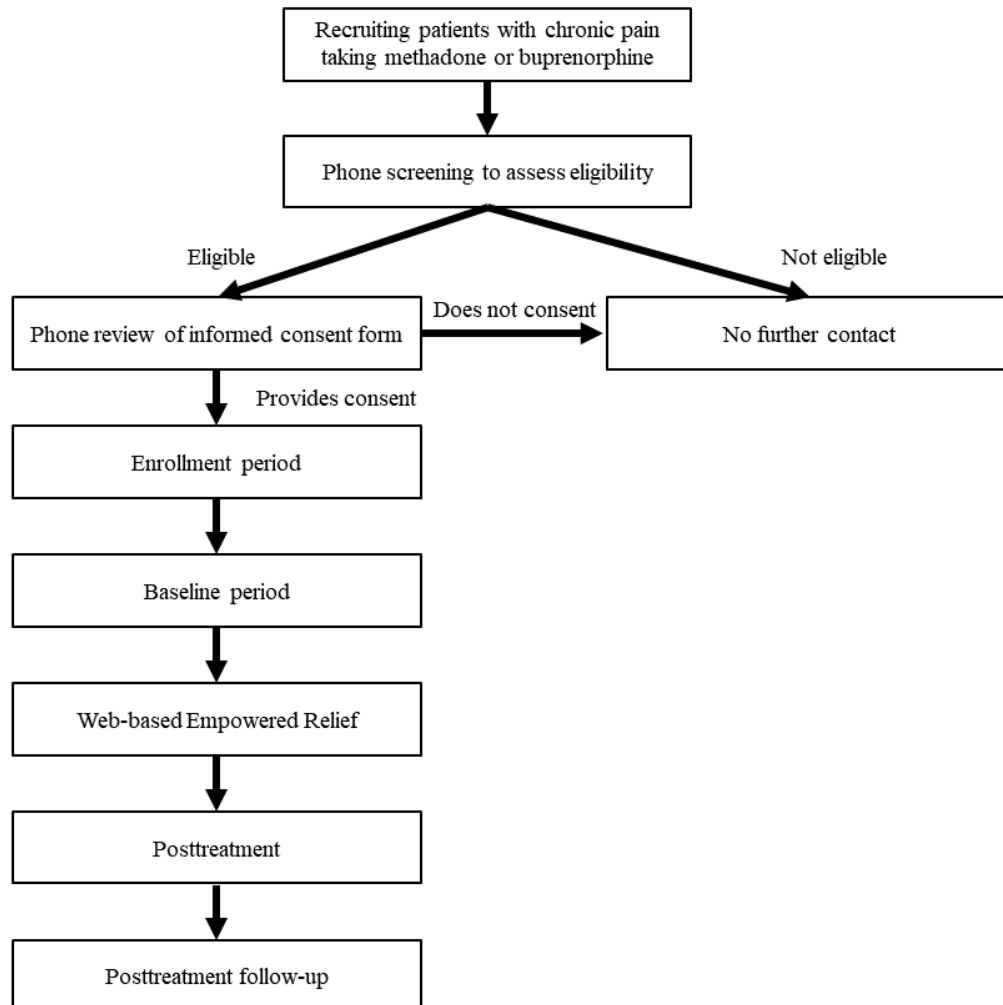 Recruiting patients with chronic pain
taking methadone or buprenorphine
Phone screening to assess eligibility
Eligible
Not eligible
Phone review of informed consent form
Does not consent
No further contact
Provides consent
Enrollment period
Baseline period
Web-based Empowered Relief
Posttreatment
Posttreatment follow-up